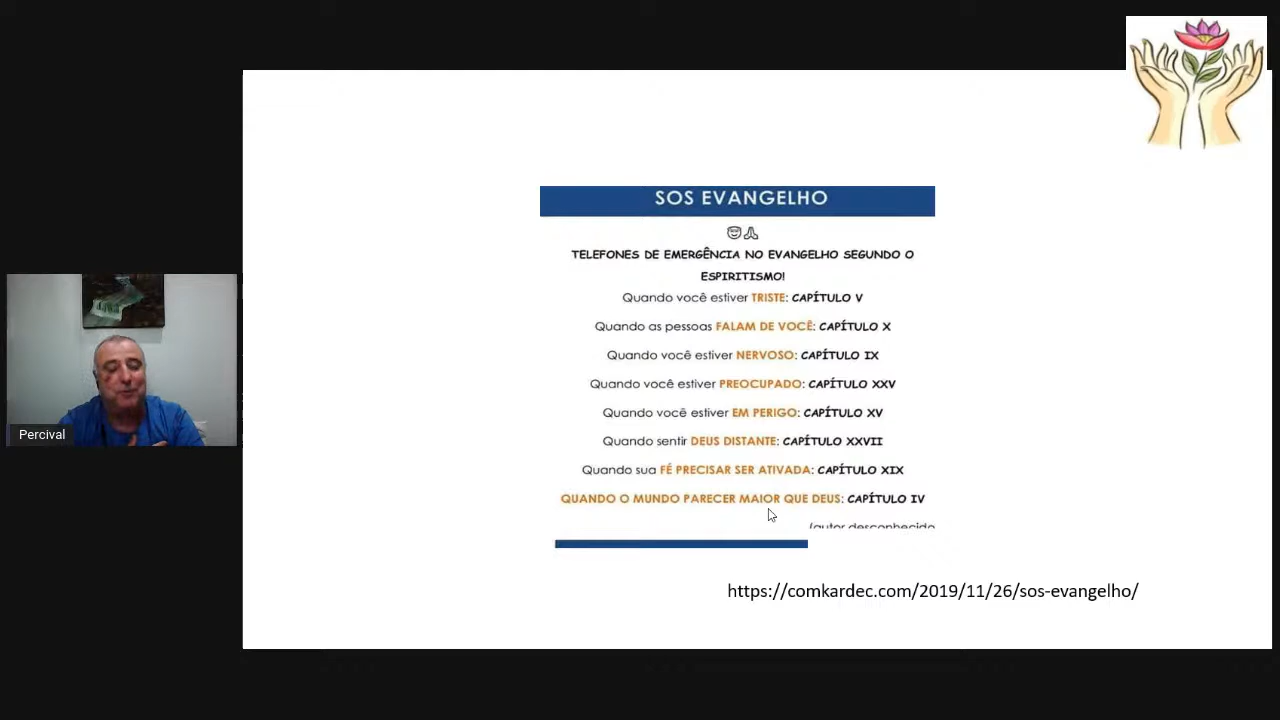 SOS EVANGELHO
TELEFONES DE EMERGÊNCIA NO EVANGELHO SEGUNDO O
ESPIRITISMO!
Quando você estiver TRISTE: CAPÍTULO V
Quando as pessoas FALAM DE VOCÊ: CAPÍTULO X
Quando você estiver NERVOSO: CAPÍTULO IX
Quando você estiver PREOCUPADO: CAPÍTULO XXV
Quando você estiver EM PERIGO: CAPÍTULO XV
Quando sentir DEUS DISTANTE: CAPÍTULO XXVII
Quando sua FÉ PRECISAR SER ATIVADA: CAPÍTULO XIX
QUANDO O MUNDO PARECER MAIOR QUE DEUS: CAPÍTULO IV
(autor desconhecido
https://comkardec.com/2019/11/26/sos-evangelho/
Percival